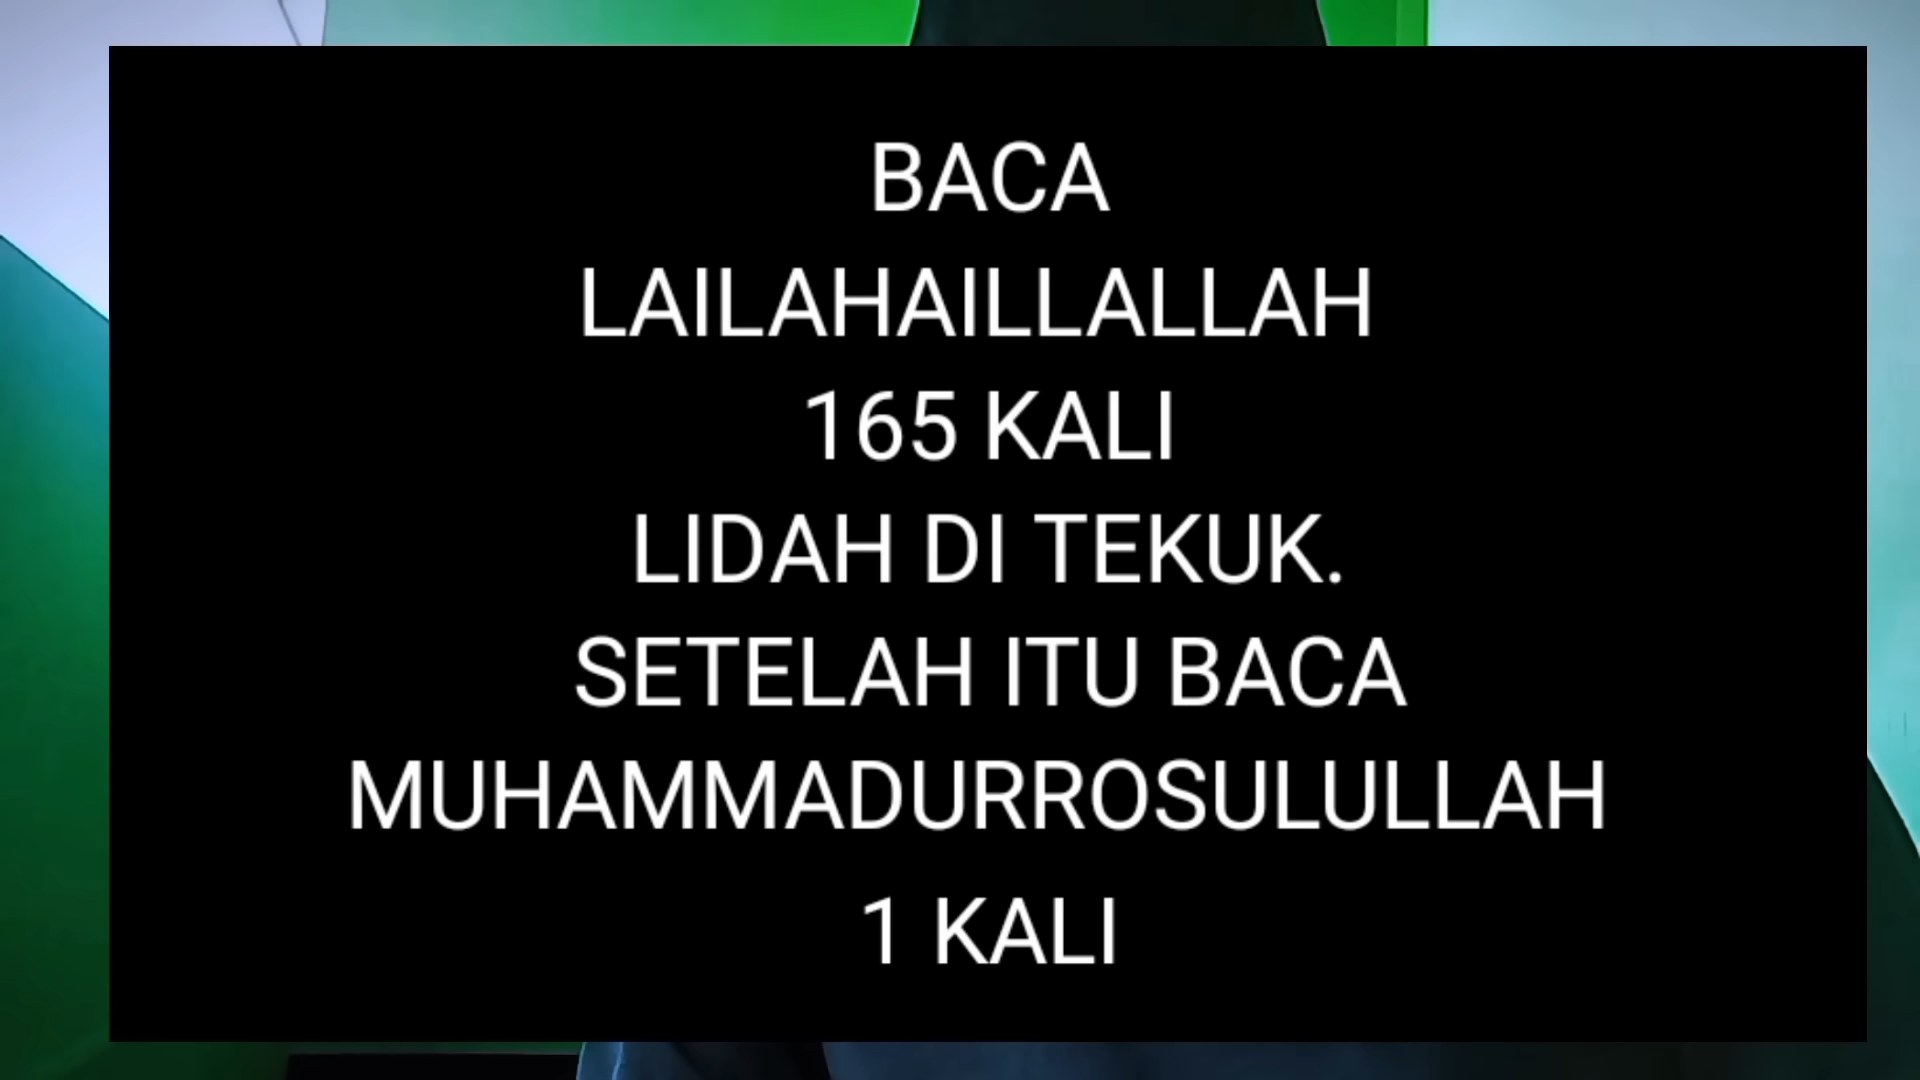 BACA
LAILAHAILLALLAH
165 KALI
LIDAH DI TEKUK.
SETELAH ITU BACA
MUHAMMADURROSULULLAH
1 KALI